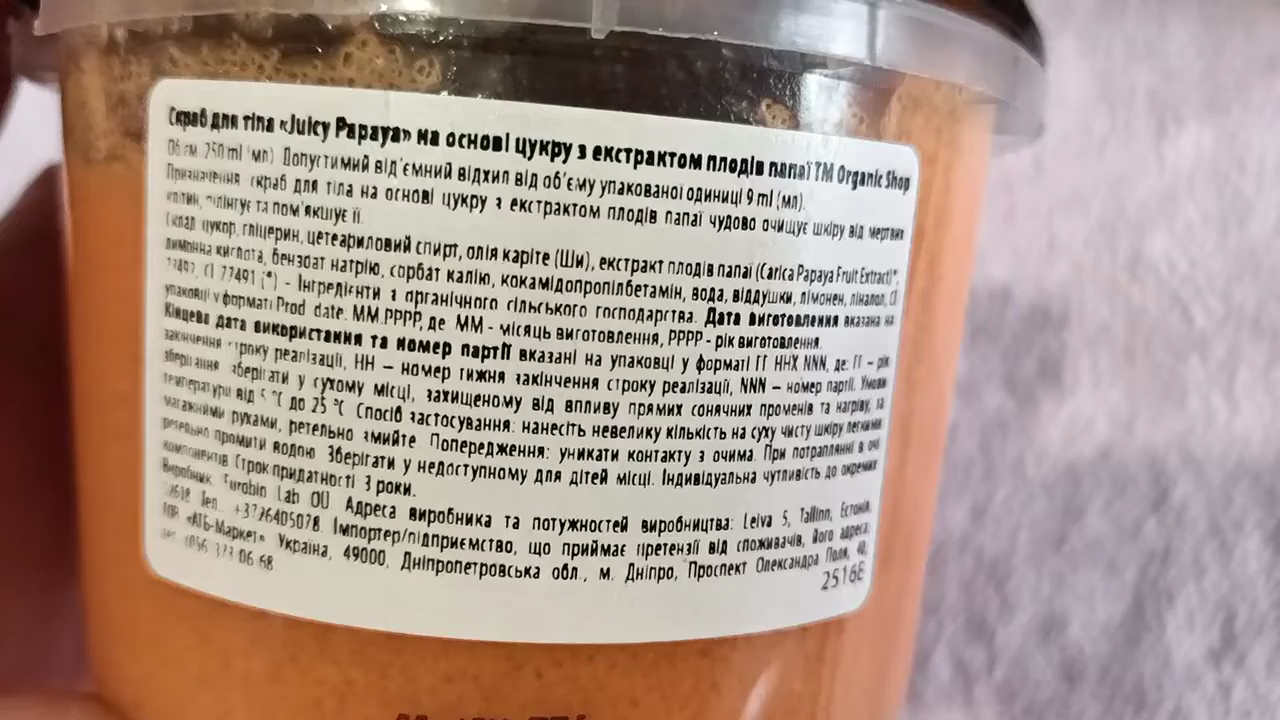 Скраб для тіла «Juicy Papaya» на основі цукру з екстрактом плодів папаї ТМ Organic Shop
Об'єм 250 ml (мл) Допустимий від'ємний відхил від об'єму упакованої одиниці 9 ml (мл).
Призначення скраб для тіла на основі цукру з екстрактом плодів папаї чудово очищує шкіру від мертвих
клітин, пілінгує та пом'якшує її.
Склад цукор, гліцерин, цетеариловий спирт, олія каріте (Ши), екстракт плодів папаї (Carica Papaya Fruit Extract)*,
лимонна кислота, бензоат натрію, сорбат калію, кокамідопропілбетамін, вода, віддушки, лімонен, ліналол, CI
77492, CI 77491 (*) - Інгредієнти з органічного сільського господарства. Дата виготовлення вказана на
упаковці у форматі Prod date. ММ.РРРР, де ММ - місяць виготовлення, РРРР - рік виготовлення.
Кінцева дата використання та номер партії вказані на упаковці у форматі ГГ ННХ NNN, де: ГГ – рік
закінчення строку реалізації, НН – номер тижня закінчення строку реалізації, NNN – номер партії. Умови
зберігання зберігати у сухому місці, захищеному від впливу прямих сонячних променів та нагріву, за
температури від 5 °C до 25 °C Спосіб застосування: нанесіть невелику кількість на суху чисту шкіру легкими
масажними рухами, ретельно змийте. Попередження: уникати контакту з очима. При потраплянні в очі
ретельно промити водою Зберігати у недоступному для дітей місці. Індивідуальна чутливість до окремих
компонентів Строк придатності 3 роки.
Виробник Eurobio Lab OU Адреса виробника та потужностей виробництва: Leiva 5, Tallinn, Естонія,
12618 Тел.. +3726405078. Імпортер/підприємство, що приймає претензії від споживачів, його адреса:
ТОВ «АТБ-Маркет» Україна, 49000, Дніпропетровська обл., м. Дніпро, Проспект Олександра Поля, 40,
тел. (056 373 06 68
2516E